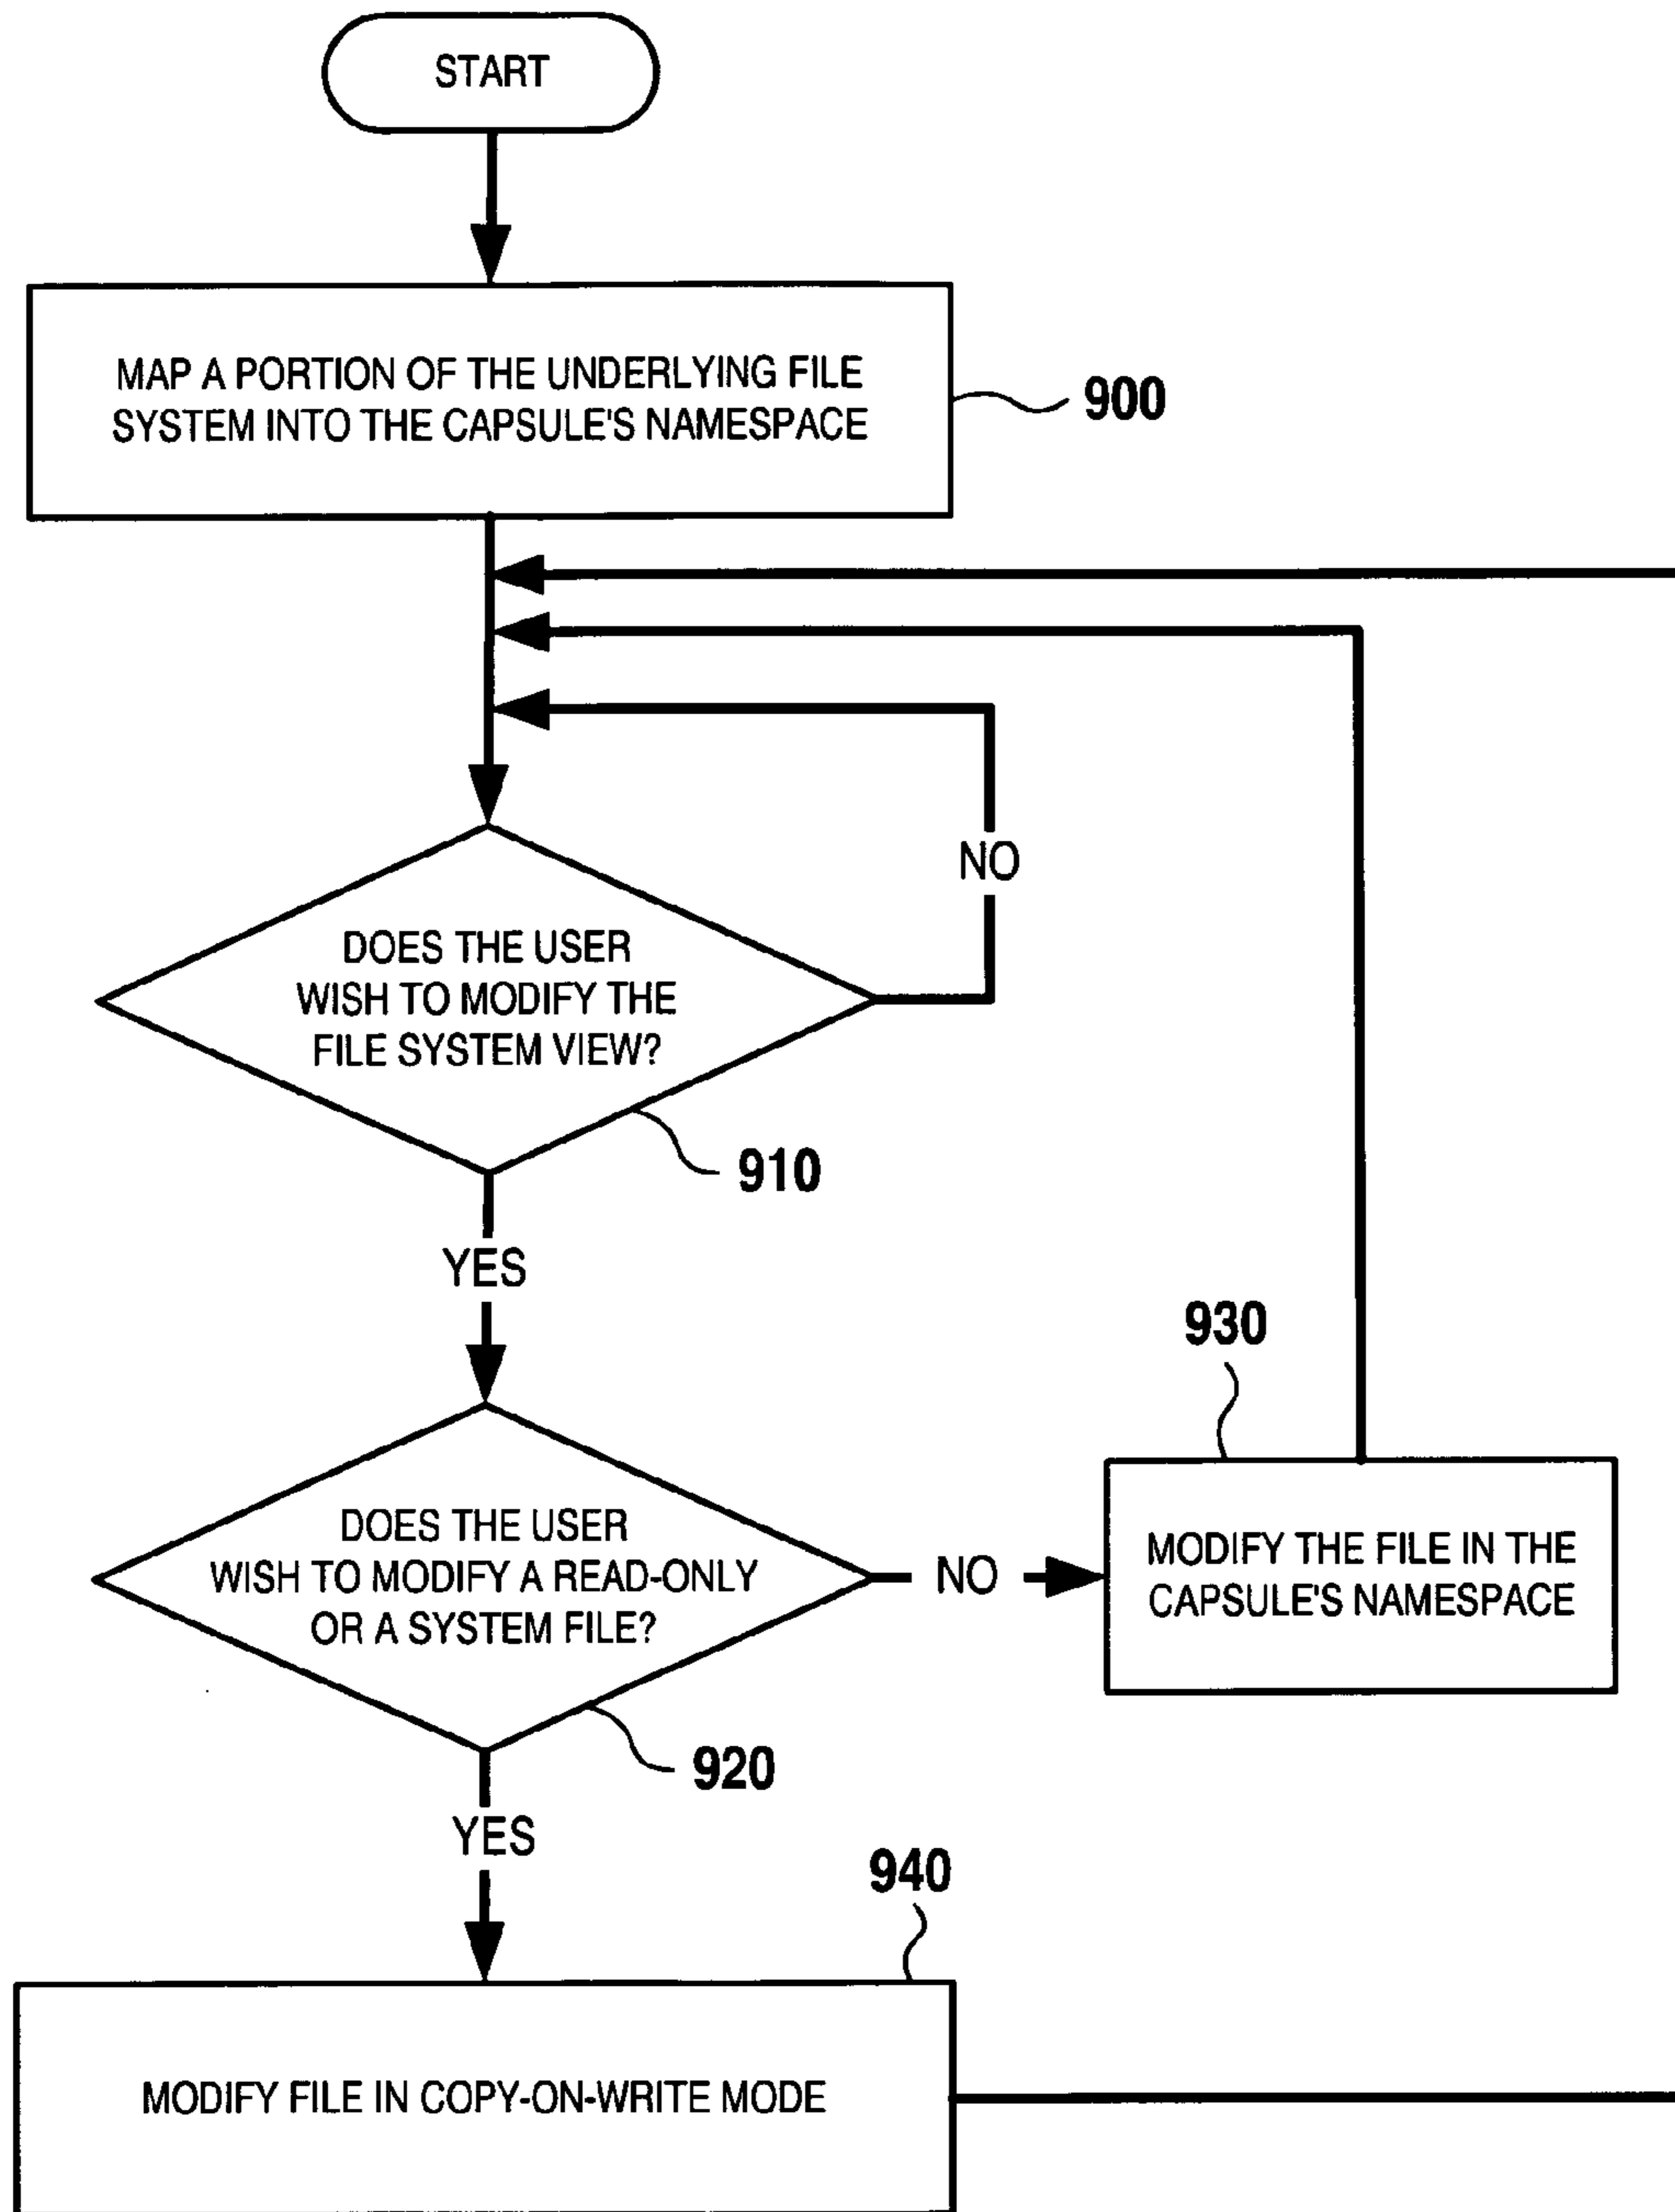 START
MAP A PORTION OF THE UNDERLYING FILE
SYSTEM INTO THE CAPSULE'S NAMESPACE
900
NO
DOES THE USER
WISH TO MODIFY THE
FILE SYSTEM VIEW?
910
YES
930
DOES THE USER
WISH TO MODIFY A READ-ONLY
OR A SYSTEM FILE?
NO
MODIFY THE FILE IN THE
CAPSULE'S NAMESPACE
920
YES
940
MODIFY FILE IN COPY-ON-WRITE MODE